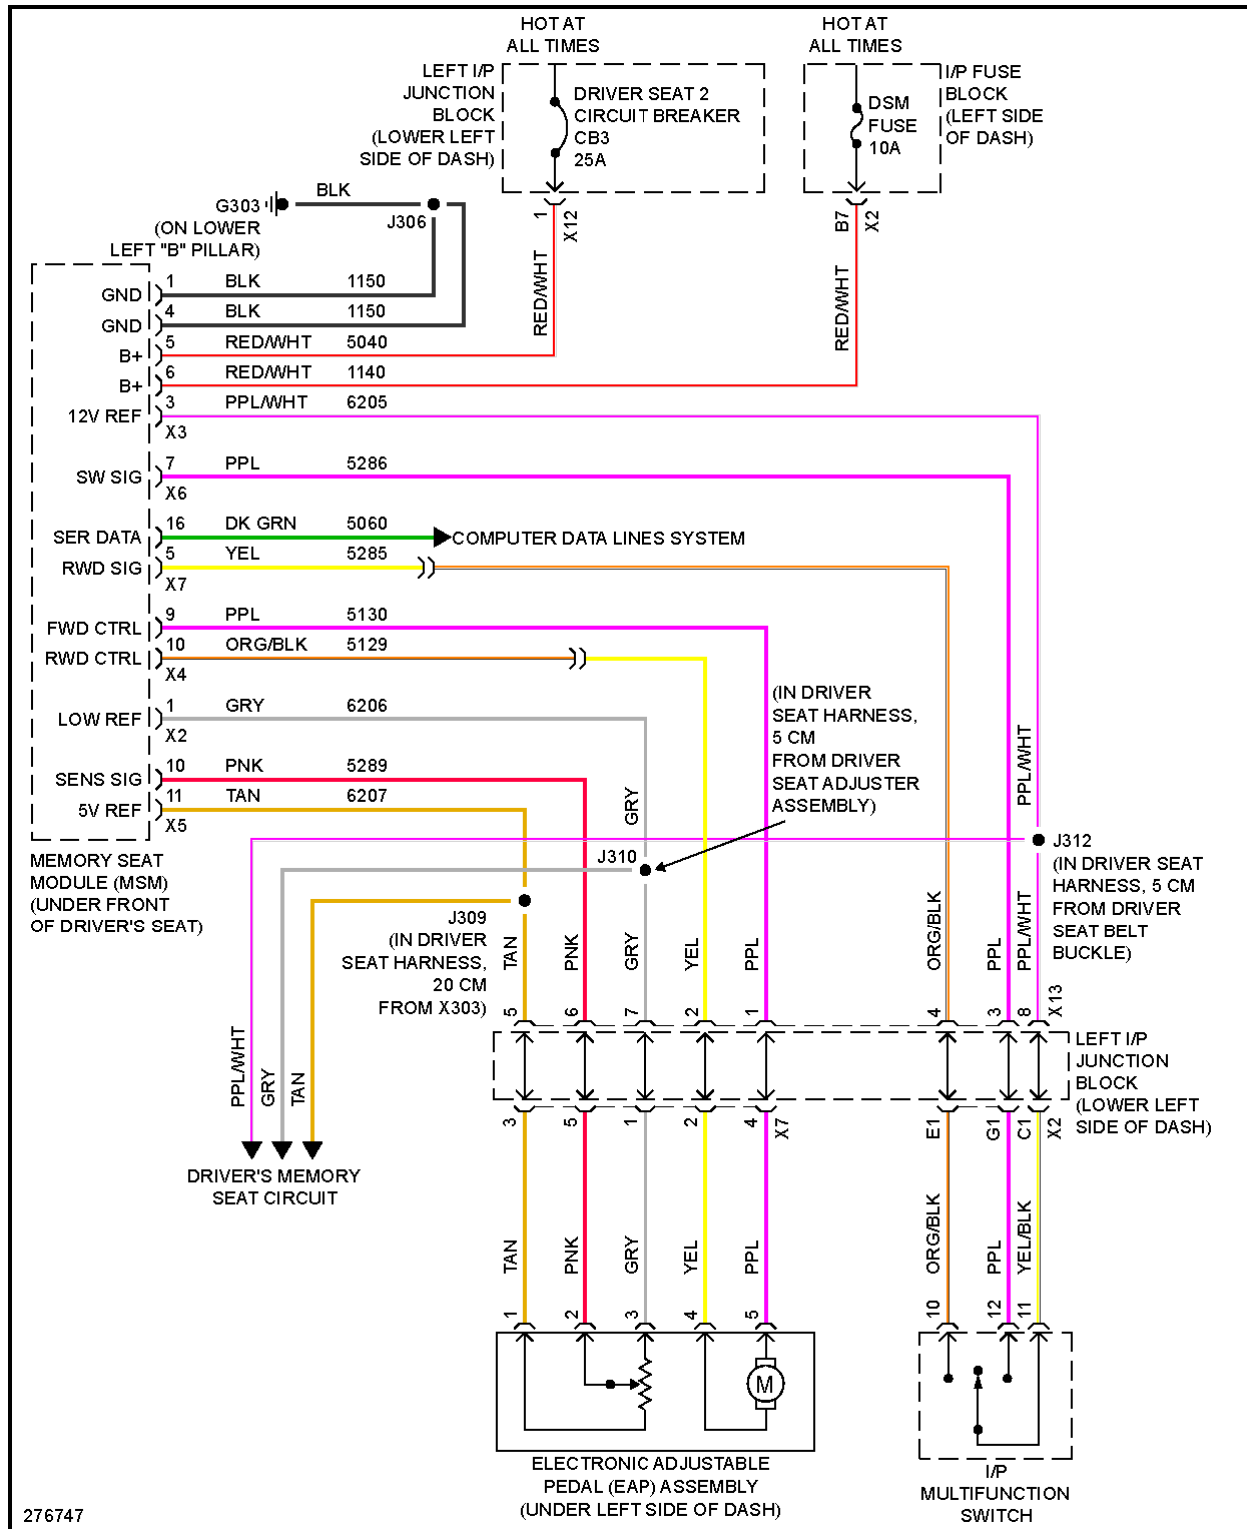 HOT AT
ALL TIMES
HOT AT
ALL TIMES
LEFT I/P
JUNCTION
BLOCK
(LOWER LEFT
SIDE OF DASH)
DRIVER SEAT 2
CIRCUIT BREAKER
CB3
25A
DSM
FUSE
10A
I/P FUSE
BLOCK
(LEFT SIDE
OF DASH)
1
X12
B7
X2
RED/WHT
RED/WHT
G303
BLK
J306
(ON LOWER
LEFT "B" PILLAR)
GND 1 BLK 1150
GND 4 BLK 1150
B+ 5 RED/WHT 5040
B+ 6 RED/WHT 1140
12V REF 3 PPL/WHT 6205
X3
SW SIG 7 PPL 5286
X6
SER DATA 16 DK GRN 5060
COMPUTER DATA LINES SYSTEM
RWD SIG 5 YEL 5285
X7
FWD CTRL 9 PPL 5130
RWD CTRL 10 ORG/BLK 5129
X4
LOW REF 1 GRY 6206
X2
SENS SIG 10 PNK 5289
5V REF 11 TAN 6207
X5
MEMORY SEAT
MODULE (MSM)
(UNDER FRONT
OF DRIVER'S SEAT)
(IN DRIVER
SEAT HARNESS,
5 CM
FROM DRIVER
SEAT ADJUSTER
ASSEMBLY)
GRY
PPL/WHT
J310
J312
(IN DRIVER SEAT
HARNESS, 5 CM
FROM DRIVER
SEAT BELT
BUCKLE)
J309
(IN DRIVER
SEAT HARNESS,
20 CM
FROM X303)
TAN
PNK
GRY
YEL
PPL
ORG/BLK
PPL
PPL/WHT
5
6
7
2
1
4
3
8
X13
LEFT I/P
JUNCTION
BLOCK
(LOWER LEFT
SIDE OF DASH)
PPL/WHT
GRY
TAN
DRIVER'S MEMORY
SEAT CIRCUIT
3
5
1
2
4
X7
E1
G1
C1
X2
TAN
PNK
GRY
YEL
PPL
ORG/BLK
PPL
YEL/BLK
1
2
3
4
5
10
12
11
M
ELECTRONIC ADJUSTABLE
PEDAL (EAP) ASSEMBLY
(UNDER LEFT SIDE OF DASH)
I/P
MULTIFUNCTION
SWITCH
276747